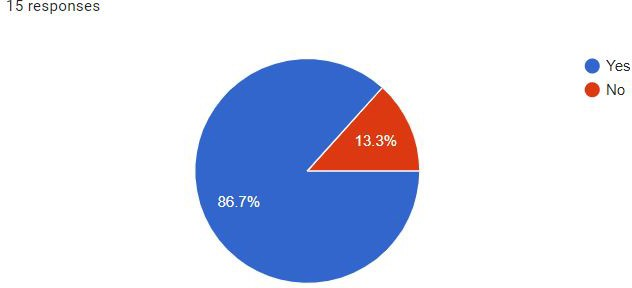 15 responses
Yes
No
13.3%
86.7%